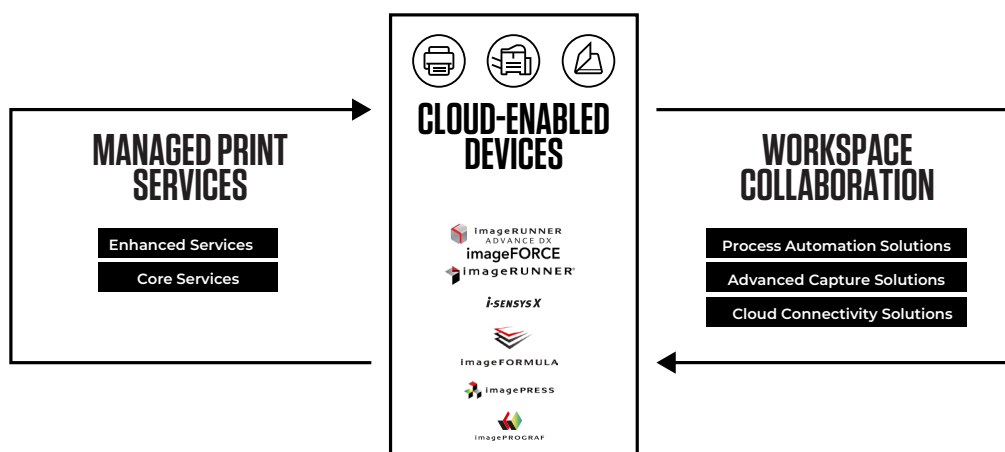 MANAGED PRINT
SERVICES
Enhanced Services
Core Services
CLOUD-ENABLED
DEVICES
imageRUNNER
ADVANCE DX
imageFORCE
imageRUNNER®
i-SENSYS X
imageFORMULA
imagePRESS
imagePROGRAF
WORKSPACE
COLLABORATION
Process Automation Solutions
Advanced Capture Solutions
Cloud Connectivity Solutions